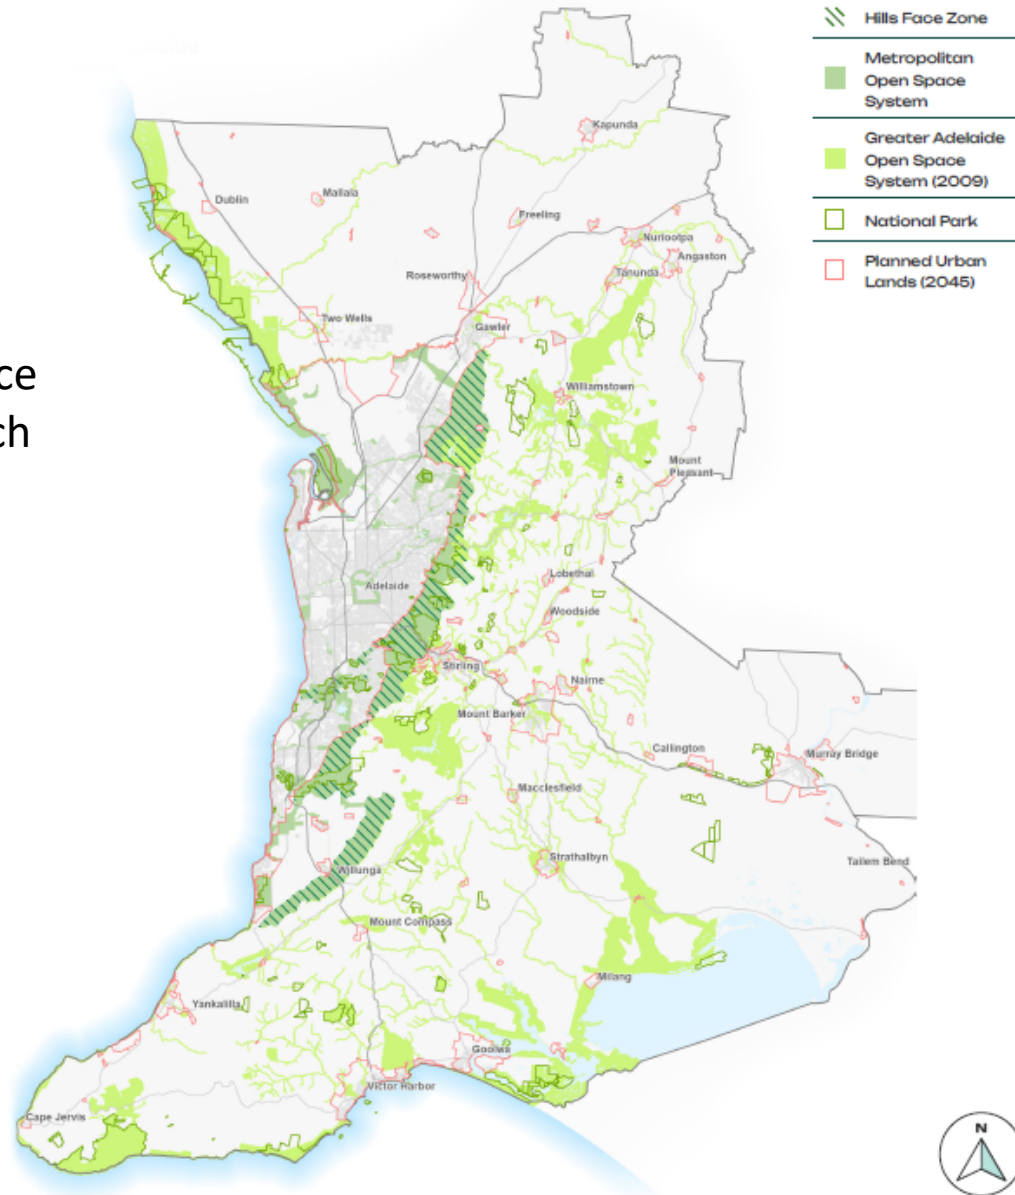 Hills Face Zone
Metropolitan
Open Space
System
Greater Adelaide
Open Space
System (2009)
National Park
Planned Urban
Lands (2045)
ce
ch
Kapunda
Dublin
Mallala
Freeling
Nuriootpa
Angaston
Tanunda
Roseworthy
Two Wells
Gawler
Williamstown
Mount
Pleasant
Adelaide
Lobethal
Woodside
Stirling
Nairne
Mount Barker
Callington
Murray Bridge
Macclesfield
Strathalbyn
Tailem Bend
Willunga
Mount Compass
Milang
Yankalilla
Goolwa
Victor Harbor
Cape Jervis
N